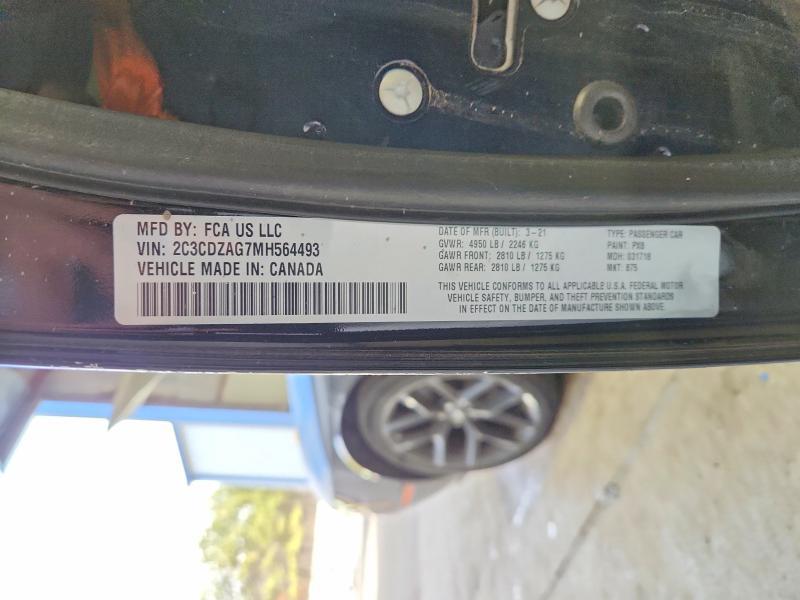 MFD BY: FCA US LLC
VIN: 2C3CDZAG7MH564493
VEHICLE MADE IN: CANADA
DATE OF MFR (BUILT): 3-21
GVWR: 4950 LB / 2246 KG
GAWR FRONT: 2810 LB / 1275 KG
GAWR REAR: 2810 LB / 1275 KG
TYPE: PASSENGER CAR
PAINT: PX8
MDH: 031718
MKT: 875
THIS VEHICLE CONFORMS TO ALL APPLICABLE U.S.A. FEDERAL MOTOR
VEHICLE SAFETY, BUMPER, AND THEFT PREVENTION STANDARDS
IN EFFECT ON THE DATE OF MANUFACTURE SHOWN ABOVE.